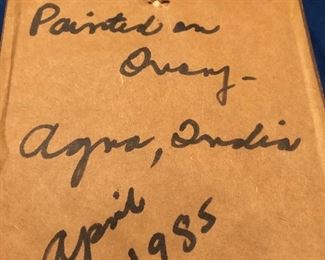 Painted on
Ivory -
Agra, India
April
1985